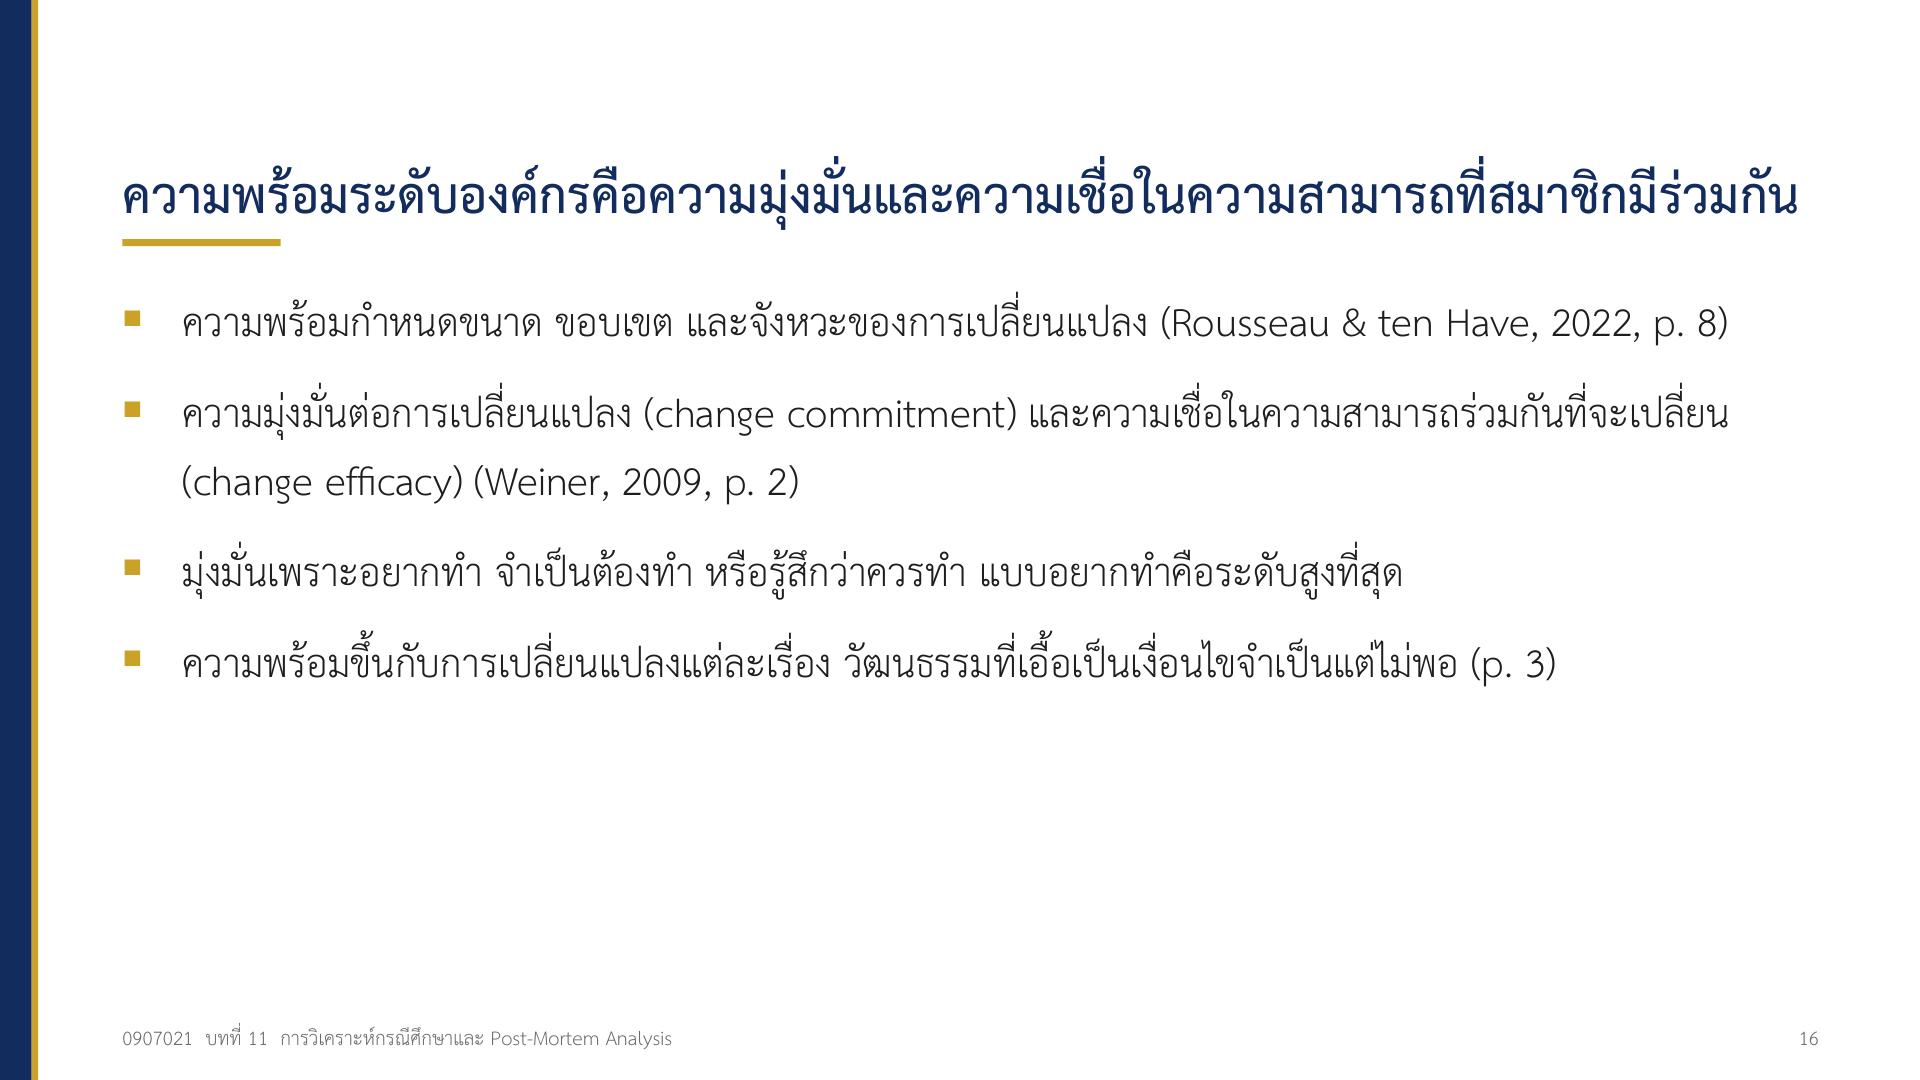 ความพร้อมระดับองค์กรคือความมุ่งมั่นและความเชื่อในความสามารถที่สมาชิกมีร่วมกัน
ความพร้อมกำหนดขนาด ขอบเขต และจังหวะของการเปลี่ยนแปลง (Rousseau & ten Have, 2022, p. 8)
ความมุ่งมั่นต่อการเปลี่ยนแปลง (change commitment) และความเชื่อในความสามารถร่วมกันที่จะเปลี่ยน
(change efficacy) (Weiner, 2009, p. 2)
มุ่งมั่นเพราะอยากทำ จำเป็นต้องทำ หรือรู้สึกว่าควรทำ แบบอยากทำคือระดับสูงที่สุด
ความพร้อมขึ้นกับการเปลี่ยนแปลงแต่ละเรื่อง วัฒนธรรมที่เอื้อเป็นเงื่อนไขจำเป็นแต่ไม่พอ (p. 3)
0907021 บทที่ 11 การวิเคราะห์กรณีศึกษาและ Post-Mortem Analysis
16